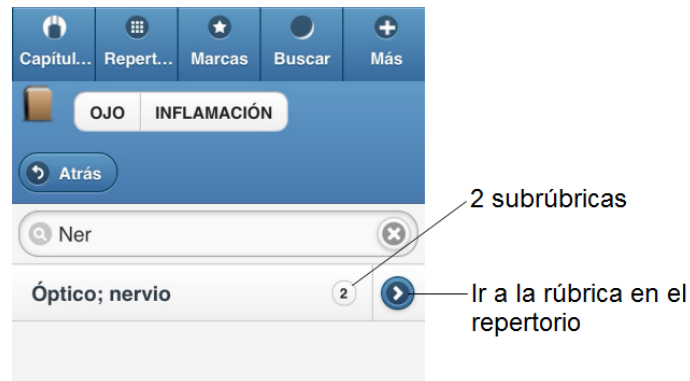 Capítul... Repert... Marcas Buscar Más
OJO INFLAMACIÓN
Atrás
2 subrúbricas
Ner
Óptico; nervio 2
Ir a la rúbrica en el
repertorio